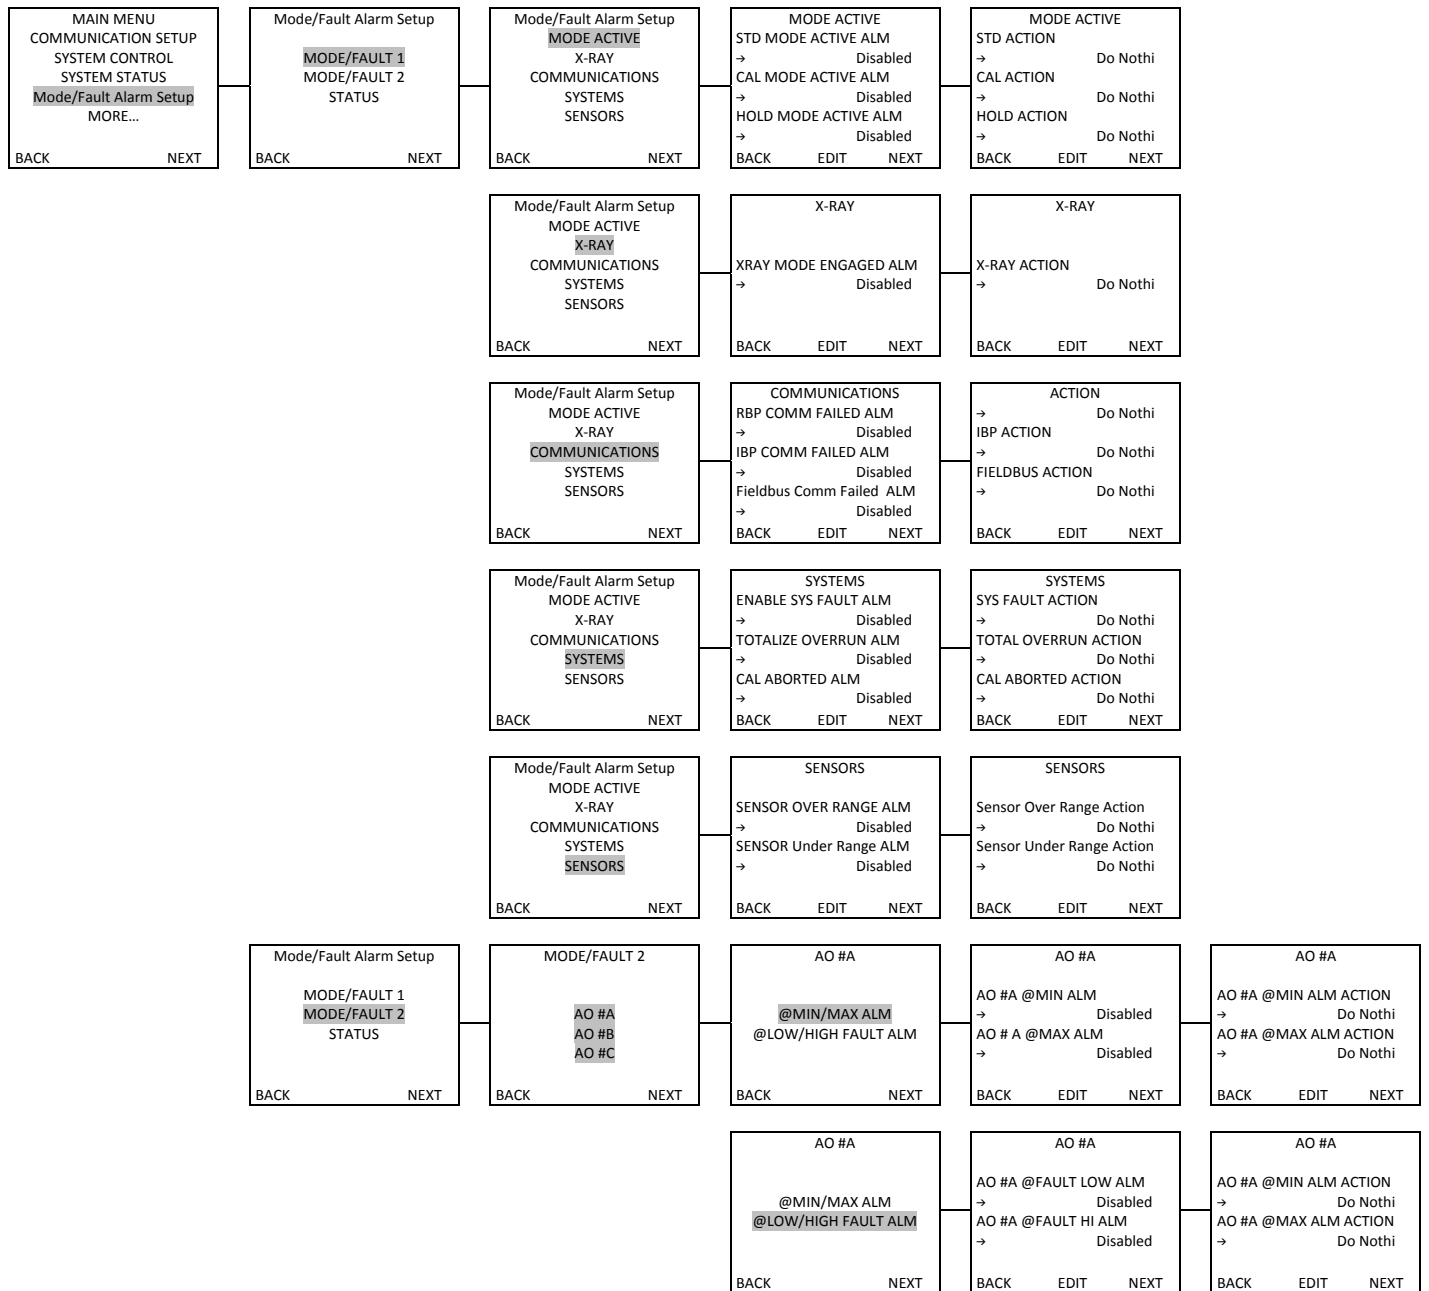 MAIN MENU
COMMUNICATION SETUP
SYSTEM CONTROL
SYSTEM STATUS
Mode/Fault Alarm Setup
MORE...
BACK NEXT
Mode/Fault Alarm Setup
MODE/FAULT 1
MODE/FAULT 2
STATUS
BACK NEXT
Mode/Fault Alarm Setup
MODE ACTIVE
X-RAY
COMMUNICATIONS
SYSTEMS
SENSORS
BACK NEXT
MODE ACTIVE
STD MODE ACTIVE ALM
→ Disabled
CAL MODE ACTIVE ALM
→ Disabled
HOLD MODE ACTIVE ALM
→ Disabled
BACK EDIT NEXT
MODE ACTIVE
STD ACTION
→ Do Nothi
CAL ACTION
→ Do Nothi
HOLD ACTION
→ Do Nothi
BACK EDIT NEXT
Mode/Fault Alarm Setup
MODE ACTIVE
X-RAY
COMMUNICATIONS
SYSTEMS
SENSORS
BACK NEXT
X-RAY
XRAY MODE ENGAGED ALM
→ Disabled
BACK EDIT NEXT
X-RAY
X-RAY ACTION
→ Do Nothi
BACK EDIT NEXT
Mode/Fault Alarm Setup
MODE ACTIVE
X-RAY
COMMUNICATIONS
SYSTEMS
SENSORS
BACK NEXT
COMMUNICATIONS
RBP COMM FAILED ALM
→ Disabled
IBP COMM FAILED ALM
→ Disabled
Fieldbus Comm Failed ALM
→ Disabled
BACK EDIT NEXT
ACTION
→ Do Nothi
IBP ACTION
→ Do Nothi
FIELDBUS ACTION
→ Do Nothi
BACK EDIT NEXT
Mode/Fault Alarm Setup
MODE ACTIVE
X-RAY
COMMUNICATIONS
SYSTEMS
SENSORS
BACK NEXT
SYSTEMS
ENABLE SYS FAULT ALM
→ Disabled
TOTALIZE OVERRUN ALM
→ Disabled
CAL ABORTED ALM
→ Disabled
BACK EDIT NEXT
SYSTEMS
SYS FAULT ACTION
→ Do Nothi
TOTAL OVERRUN ACTION
→ Do Nothi
CAL ABORTED ACTION
→ Do Nothi
BACK EDIT NEXT
Mode/Fault Alarm Setup
MODE ACTIVE
X-RAY
COMMUNICATIONS
SYSTEMS
SENSORS
BACK NEXT
SENSORS
SENSOR OVER RANGE ALM
→ Disabled
SENSOR Under Range ALM
→ Disabled
BACK EDIT NEXT
SENSORS
Sensor Over Range Action
→ Do Nothi
Sensor Under Range Action
→ Do Nothi
BACK EDIT NEXT
Mode/Fault Alarm Setup
MODE/FAULT 1
MODE/FAULT 2
STATUS
BACK NEXT
MODE/FAULT 2
AO #A
AO #B
AO #C
BACK NEXT
AO #A
@MIN/MAX ALM
@LOW/HIGH FAULT ALM
BACK NEXT
AO #A
AO #A @MIN ALM
→ Disabled
AO # A @MAX ALM
→ Disabled
BACK EDIT NEXT
AO #A
AO #A @MIN ALM ACTION
→ Do Nothi
AO #A @MAX ALM ACTION
→ Do Nothi
BACK EDIT NEXT
AO #A
@MIN/MAX ALM
@LOW/HIGH FAULT ALM
BACK NEXT
AO #A
AO #A @FAULT LOW ALM
→ Disabled
AO #A @FAULT HI ALM
→ Disabled
BACK EDIT NEXT
AO #A
AO #A @MIN ALM ACTION
→ Do Nothi
AO #A @MAX ALM ACTION
→ Do Nothi
BACK EDIT NEXT